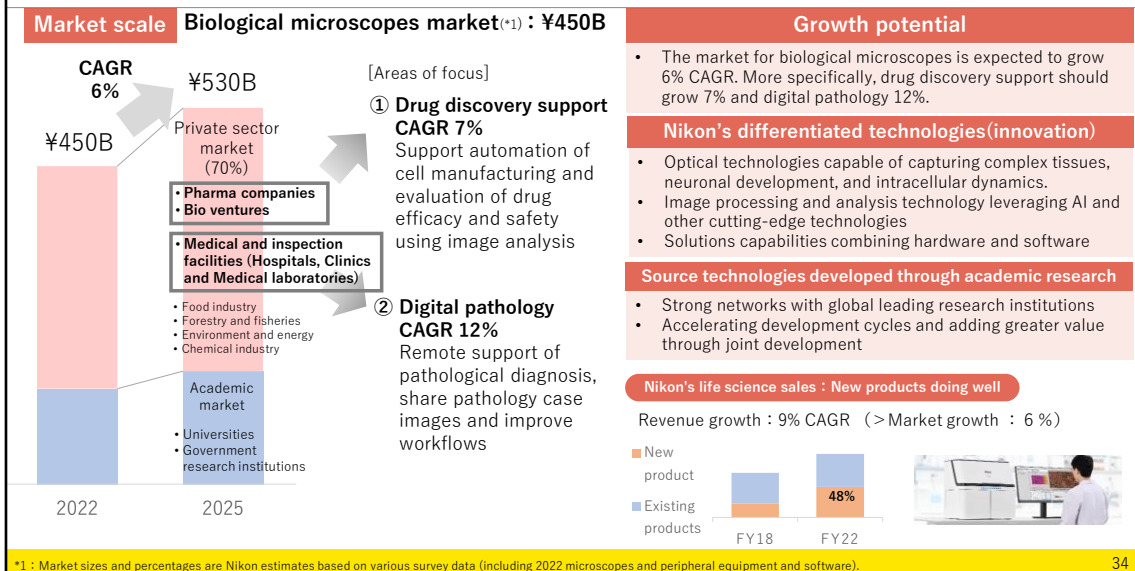 Market scale
Biological microscopes market(*1)：¥450B
CAGR
6%
¥530B
¥450B
Private sector
market
(70%)
• Pharma companies
• Bio ventures
• Medical and inspection
facilities (Hospitals, Clinics
and Medical laboratories)
• Food industry
• Forestry and fisheries
• Environment and energy
• Chemical industry
Academic
market
• Universities
• Government
research institutions
2022
2025
[Areas of focus]
① Drug discovery support
CAGR 7%
Support automation of
cell manufacturing and
evaluation of drug
efficacy and safety
using image analysis
② Digital pathology
CAGR 12%
Remote support of
pathological diagnosis,
share pathology case
images and improve
workflows
Growth potential
• The market for biological microscopes is expected to grow
6% CAGR. More specifically, drug discovery support should
grow 7% and digital pathology 12%.
Nikon's differentiated technologies(innovation)
• Optical technologies capable of capturing complex tissues,
neuronal development, and intracellular dynamics.
• Image processing and analysis technology leveraging AI and
other cutting-edge technologies
• Solutions capabilities combining hardware and software
Source technologies developed through academic research
• Strong networks with global leading research institutions
• Accelerating development cycles and adding greater value
through joint development
Nikon's life science sales：New products doing well
Revenue growth：9% CAGR （＞Market growth ： 6 %）
New
product
Existing
products
48%
FY18
FY22
*1：Market sizes and percentages are Nikon estimates based on various survey data (including 2022 microscopes and peripheral equipment and software).
34